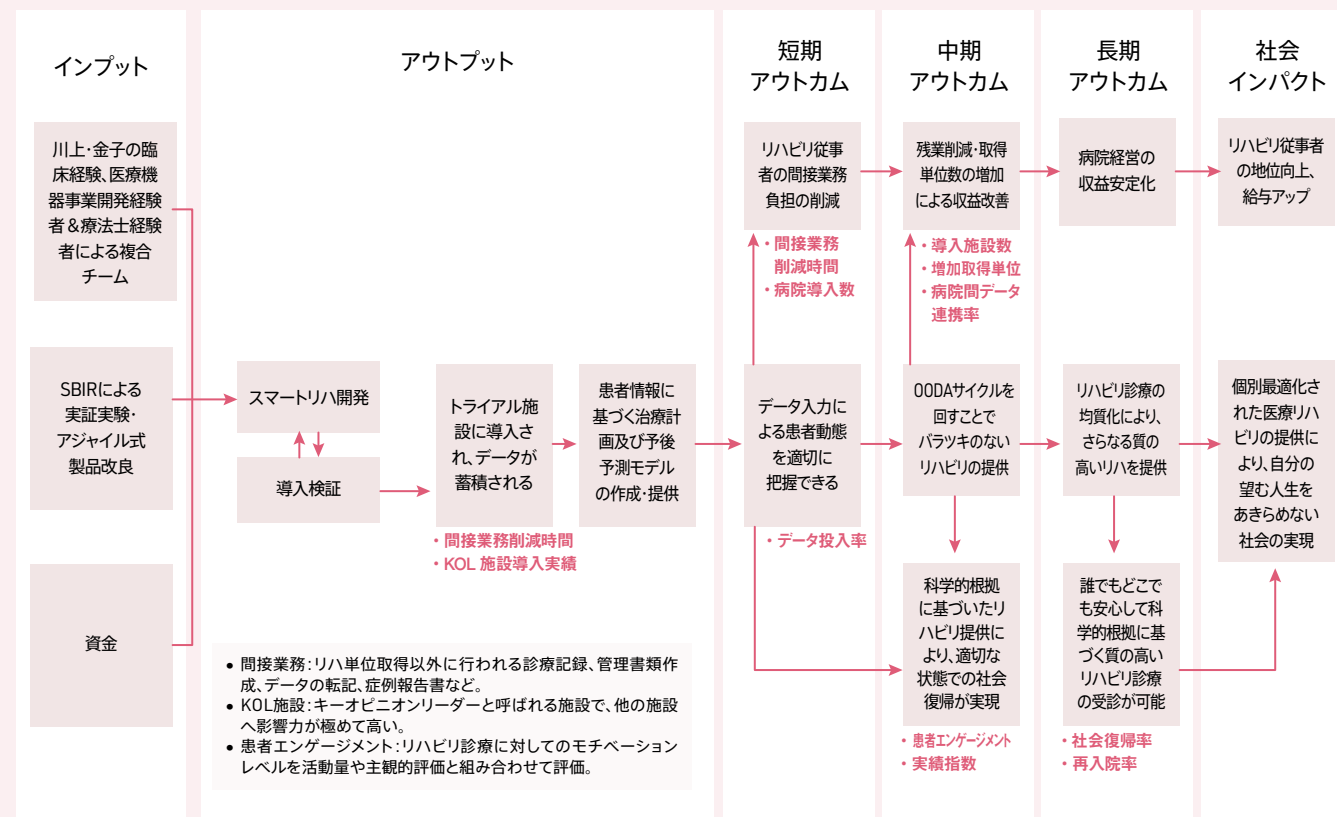 インプット
川上・金子の臨
床経験、医療機
器事業開発経験
者&療法士経験
者による複合
チーム
SBIRによる
実証実験・
アジャイル式
製品改良
資金
アウトプット
スマートリハ開発
導入検証
トライアル施
設に導入さ
れ、データが
蓄積される
・間接業務削減時間
・KOL 施設導入実績
患者情報に
基づく治療計
画及び予後
予測モデル
の作成・提供
● 間接業務:リハ単位取得以外に行われる診療記録、管理書類作
成、データの転記、症例報告書など。
● KOL施設:キーオピニオンリーダーと呼ばれる施設で、他の施設
へ影響力が極めて高い。
● 患者エンゲージメント:リハビリ診療に対してのモチベーション
レベルを活動量や主観的評価と組み合わせて評価。
短期
アウトカム
リハビリ従事
者の間接業務
負担の削減
・間接業務
削減時間
・病院導入数
データ入力に
よる患者動態
を適切に
把握できる
・データ投入率
中期
アウトカム
残業削減・取得
単位数の増加
による収益改善
・導入施設数
・増加取得単位
・病院間データ
連携率
OODAサイクルを
回すことで
バラツキのない
リハビリの提供
科学的根拠
に基づいたリ
ハビリ提供に
より、適切な
状態での社会
復帰が実現
・患者エンゲージメント
・実績指数
長期
アウトカム
病院経営の
収益安定化
リハビリ診療の
均質化により、
さらなる質の
高いリハを提供
誰でもどこで
も安心して科
学的根拠に基
づく質の高い
リハビリ診療
の受診が可能
・社会復帰率
・再入院率
社会
インパクト
リハビリ従事者
の地位向上、
給与アップ
個別最適化さ
れた医療リハ
ビリの提供に
より、自分の
望む人生を
あきらめない
社会の実現